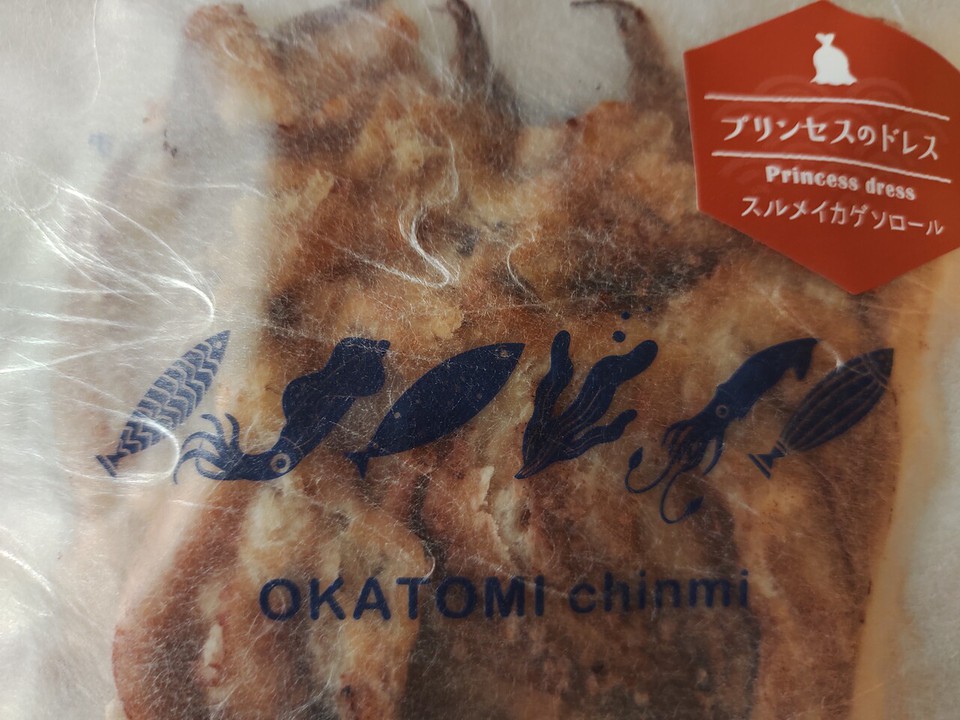 プリンセスのドレス
Princess dress
スルメイカゲソロール
OKATOMI chinmi